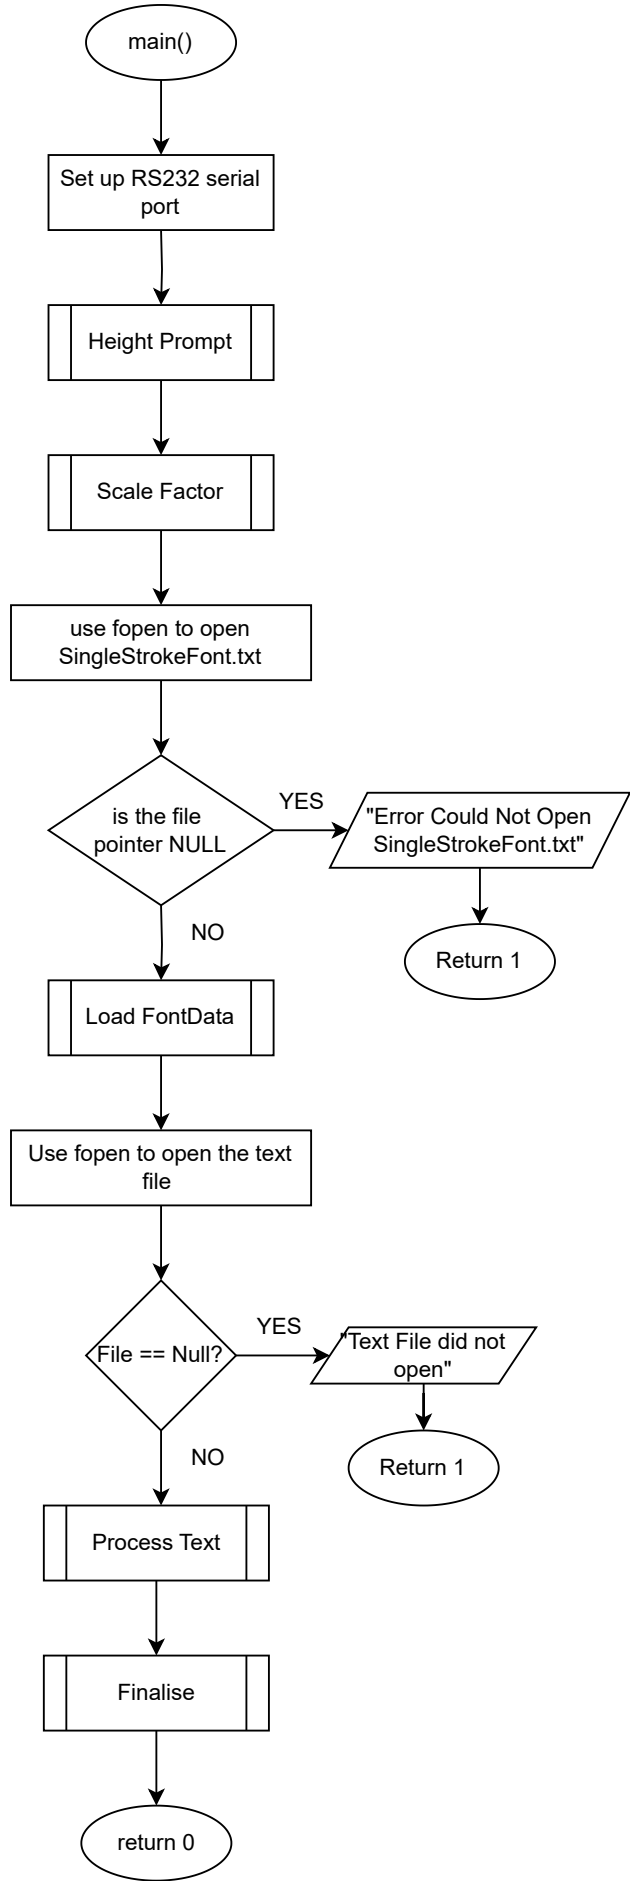 main()
Set up RS232 serial
port
Height Prompt
Scale Factor
use fopen to open
SingleStrokeFont.txt
is the file
pointer NULL
YES
"Error Could Not Open
SingleStrokeFont.txt"
Return 1
NO
Load FontData
Use fopen to open the text
file
File == Null?
YES
"Text File did not
open"
Return 1
NO
Process Text
Finalise
return 0